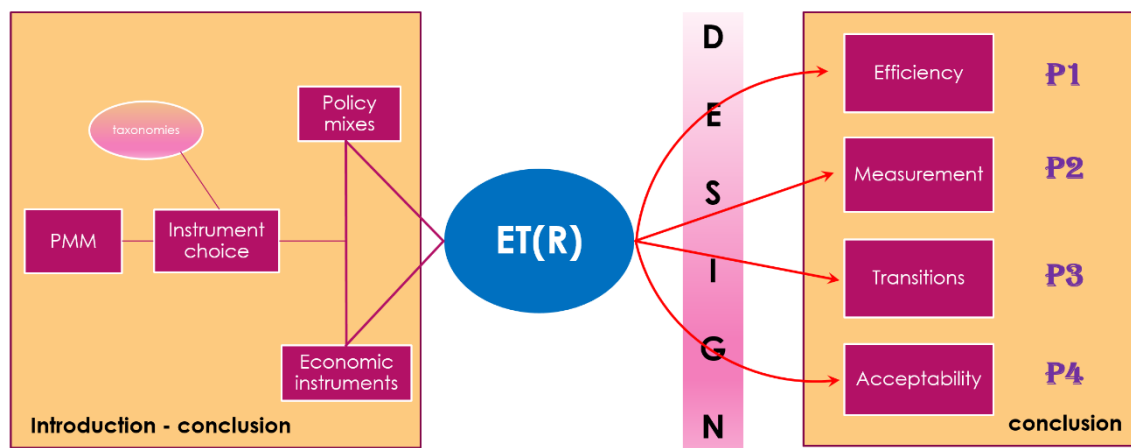 Policy
mixes
taxonomies
PMM
Instrument
choice
Economic
instruments
Introduction - conclusion
ET(R)
D
E
S
I
G
N
Efficiency
P1
Measurement
P2
Transitions
P3
Acceptability
P4
conclusion